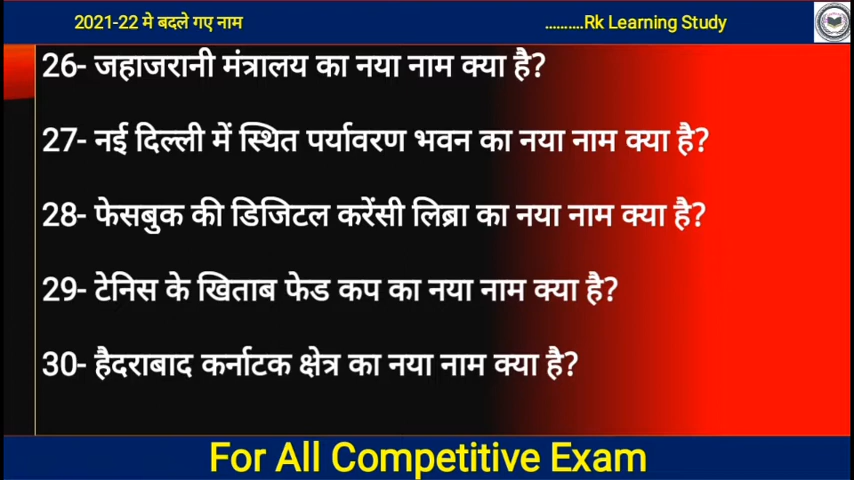 2021-22 मे बदले गए नाम
..........Rk Learning Study
26- जहाजरानी मंत्रालय का नया नाम क्या है?
27- नई दिल्ली में स्थित पर्यावरण भवन का नया नाम क्या है?
28- फेसबुक की डिजिटल करेंसी लिब्रा का नया नाम क्या है?
29- टेनिस के खिताब फेड कप का नया नाम क्या है?
30- हैदराबाद कर्नाटक क्षेत्र का नया नाम क्या है?
For All Competitive Exam